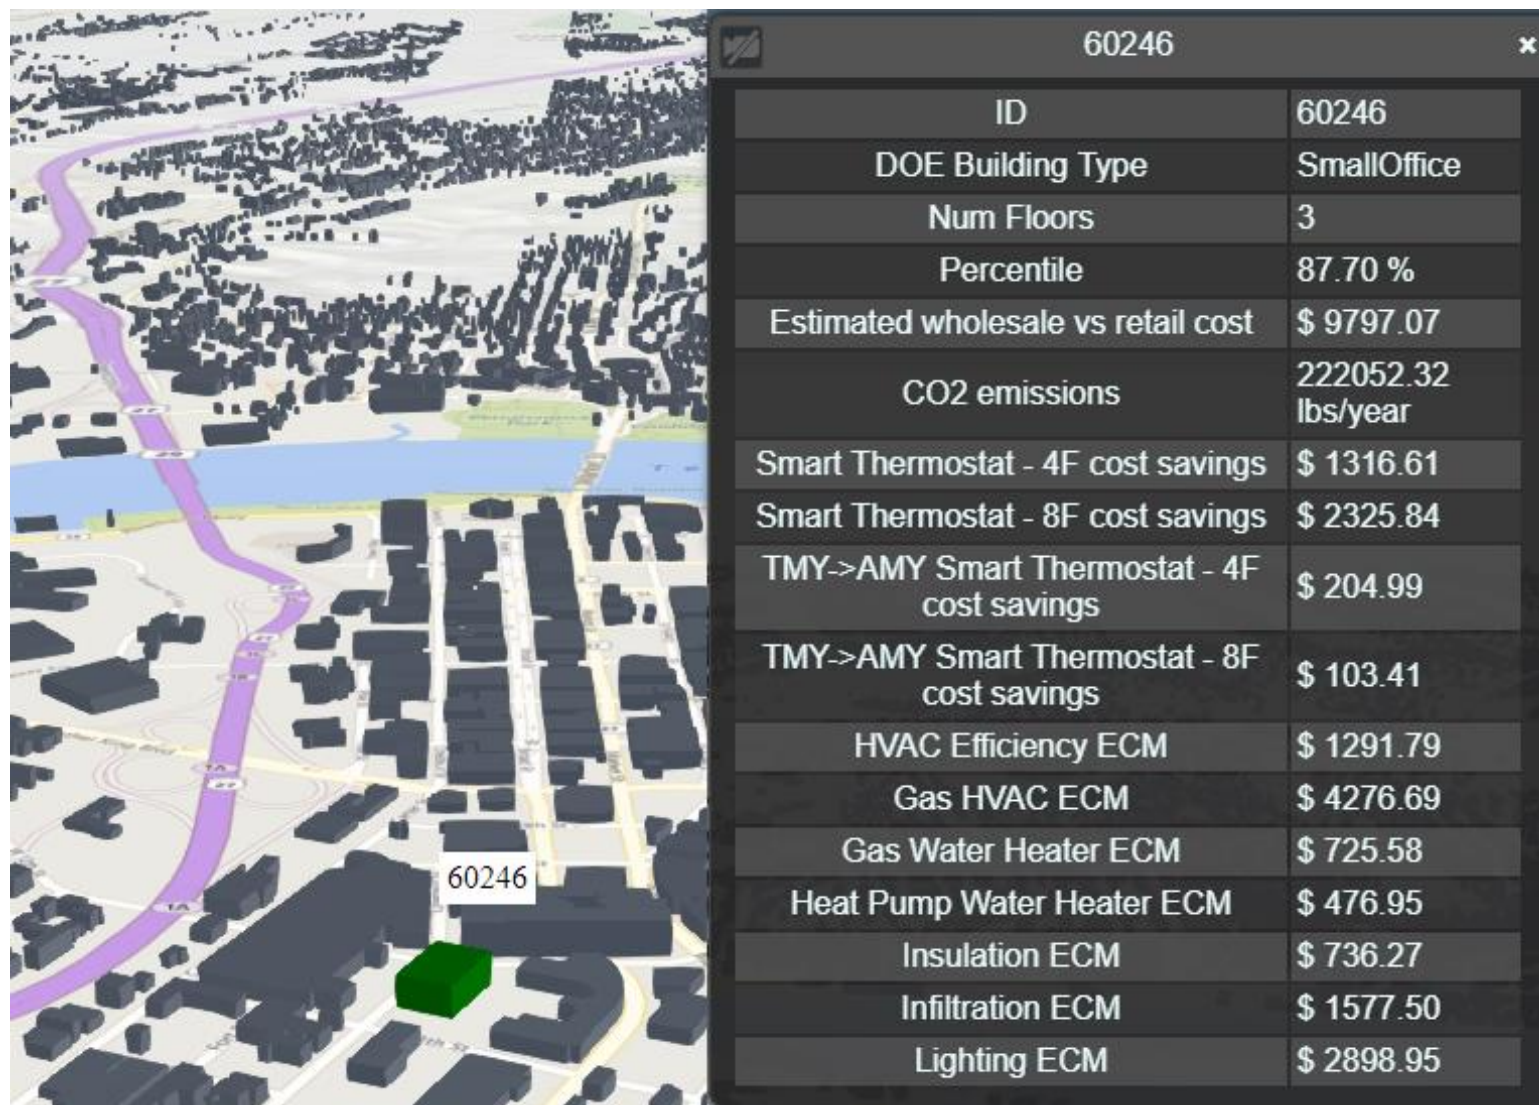 60246
ID 60246
DOE Building Type SmallOffice
Num Floors 3
Percentile 87.70 %
Estimated wholesale vs retail cost $ 9797.07
CO2 emissions 222052.32
lbs/year
Smart Thermostat - 4F cost savings $ 1316.61
Smart Thermostat - 8F cost savings $ 2325.84
TMY->AMY Smart Thermostat - 4F
cost savings $ 204.99
TMY->AMY Smart Thermostat - 8F
cost savings $ 103.41
HVAC Efficiency ECM $ 1291.79
Gas HVAC ECM $ 4276.69
Gas Water Heater ECM $ 725.58
Heat Pump Water Heater ECM $ 476.95
Insulation ECM $ 736.27
Infiltration ECM $ 1577.50
Lighting ECM $ 2898.95
27
29
27
1A
60246